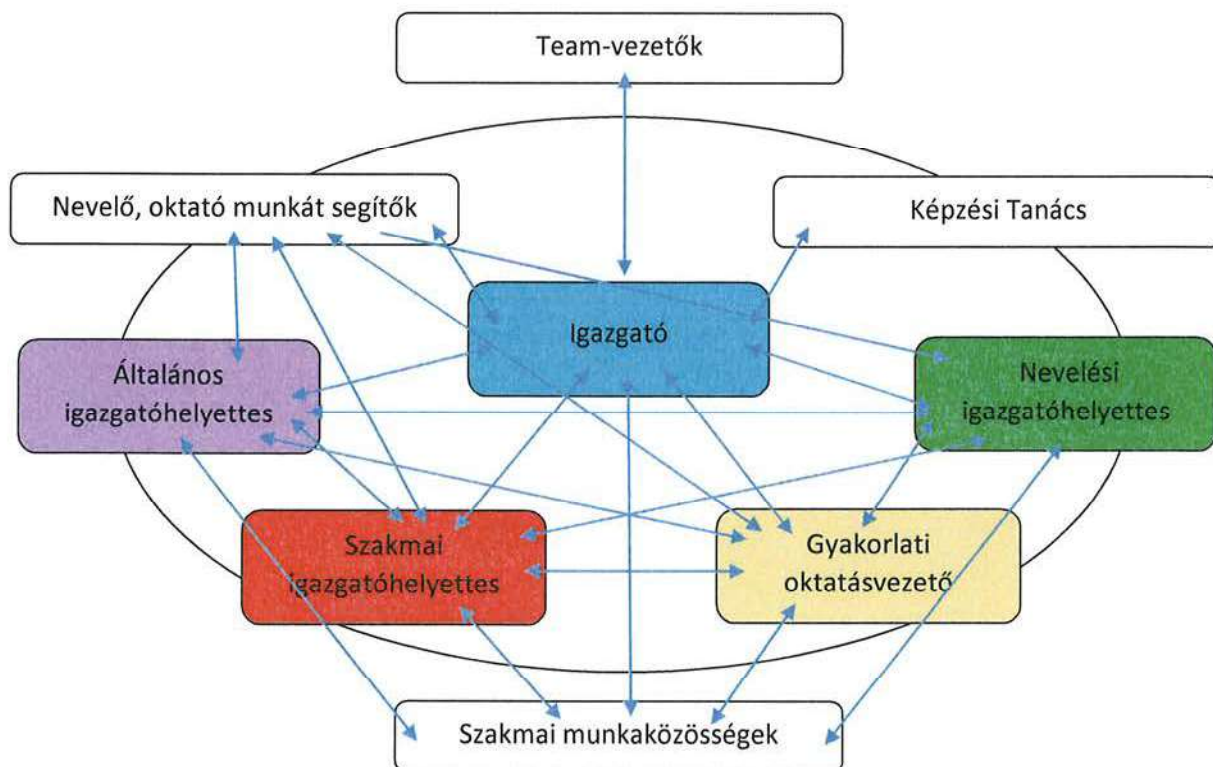 Team-vezetők
Nevelő, oktató munkát segítők
Képzési Tanács
Igazgató
Általános
igazgatóhelyettes
Nevelési
igazgatóhelyettes
Szakmai
igazgatóhelyettes
Gyakorlati
oktatásvezető
Szakmai munkaközösségek